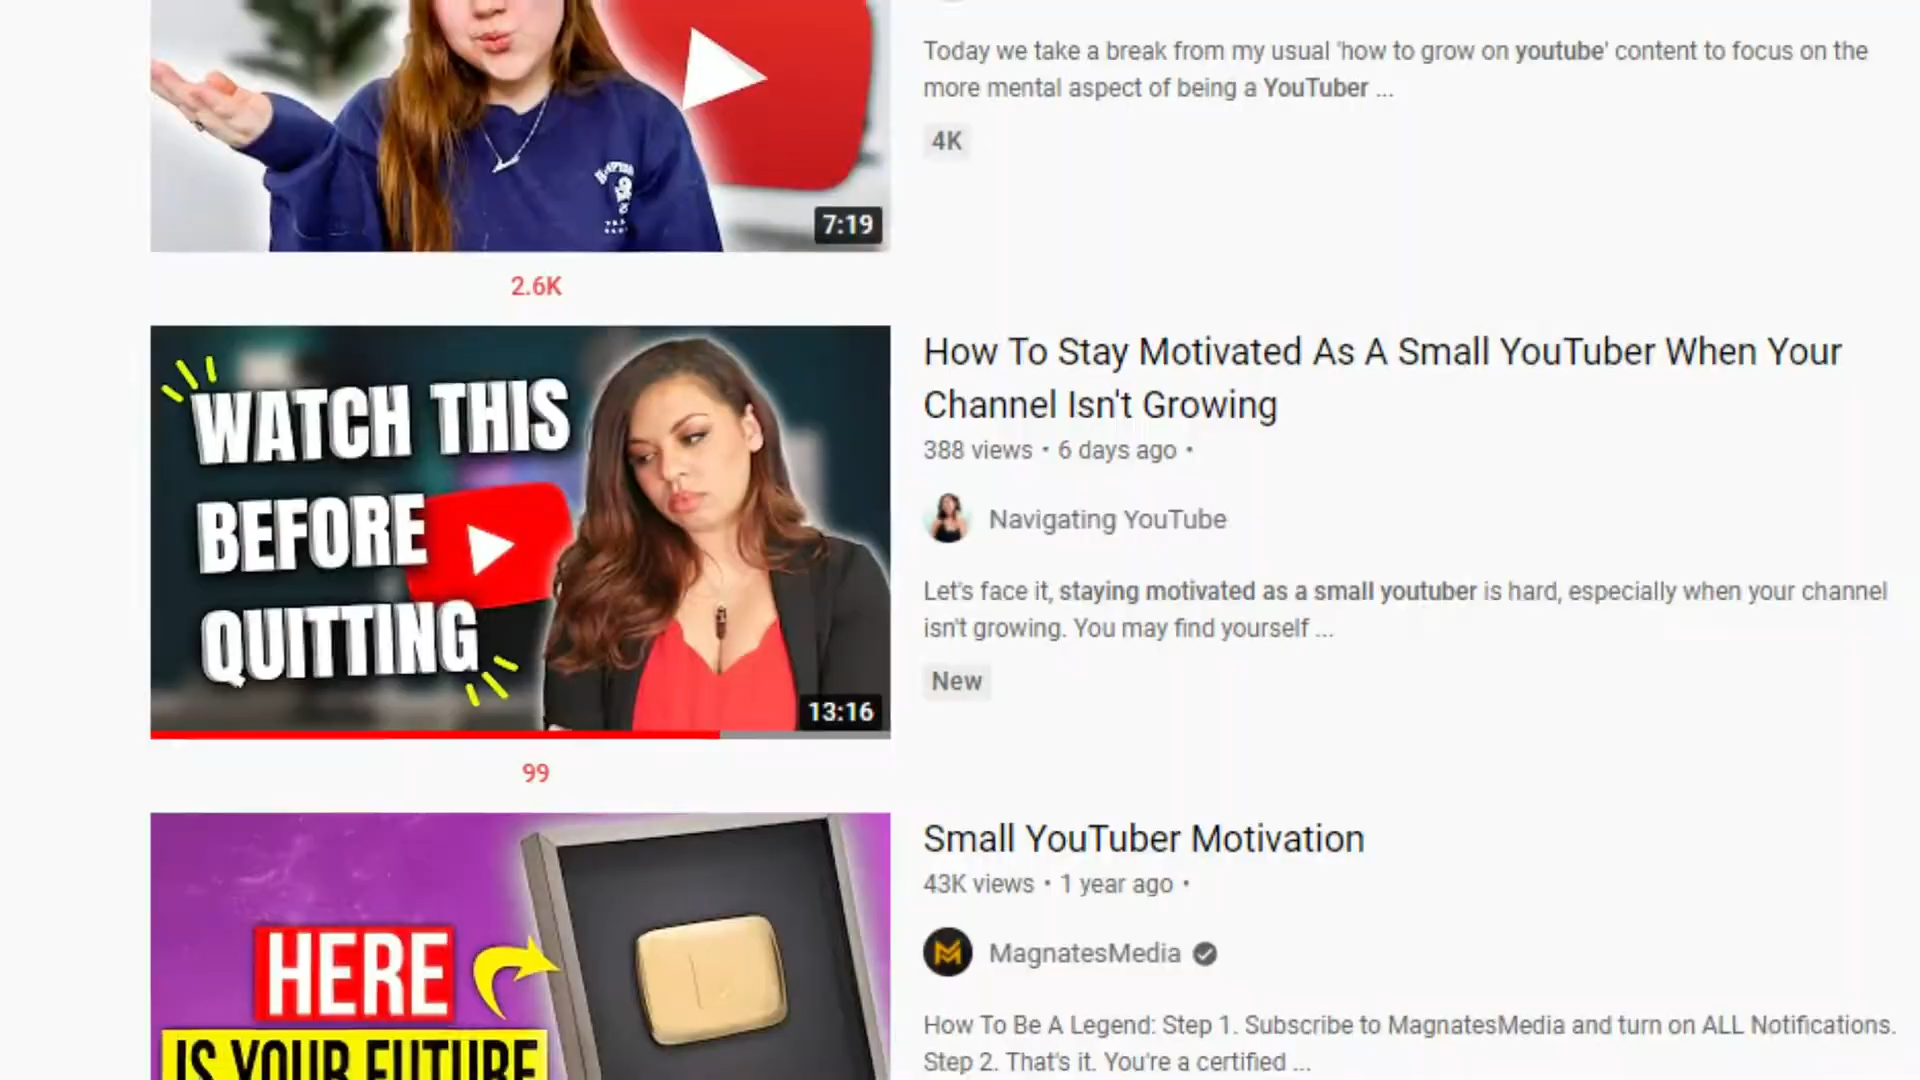 Today we take a break from my usual 'how to grow on youtube' content to focus on the
more mental aspect of being a YouTuber ...
4K
7:19
2.6K
WATCH THIS
BEFORE
QUITTING
13:16
How To Stay Motivated As A Small YouTuber When Your
Channel Isn't Growing
388 views • 6 days ago •
Navigating YouTube
Let's face it, staying motivated as a small youtuber is hard, especially when your channel
isn't growing. You may find yourself ...
New
99
HERE
IS YOUR FUTURE
Small YouTuber Motivation
43K views • 1 year ago •
MagnatesMedia
How To Be A Legend: Step 1. Subscribe to MagnatesMedia and turn on ALL Notifications.
Step 2. That's it. You're a certified ...